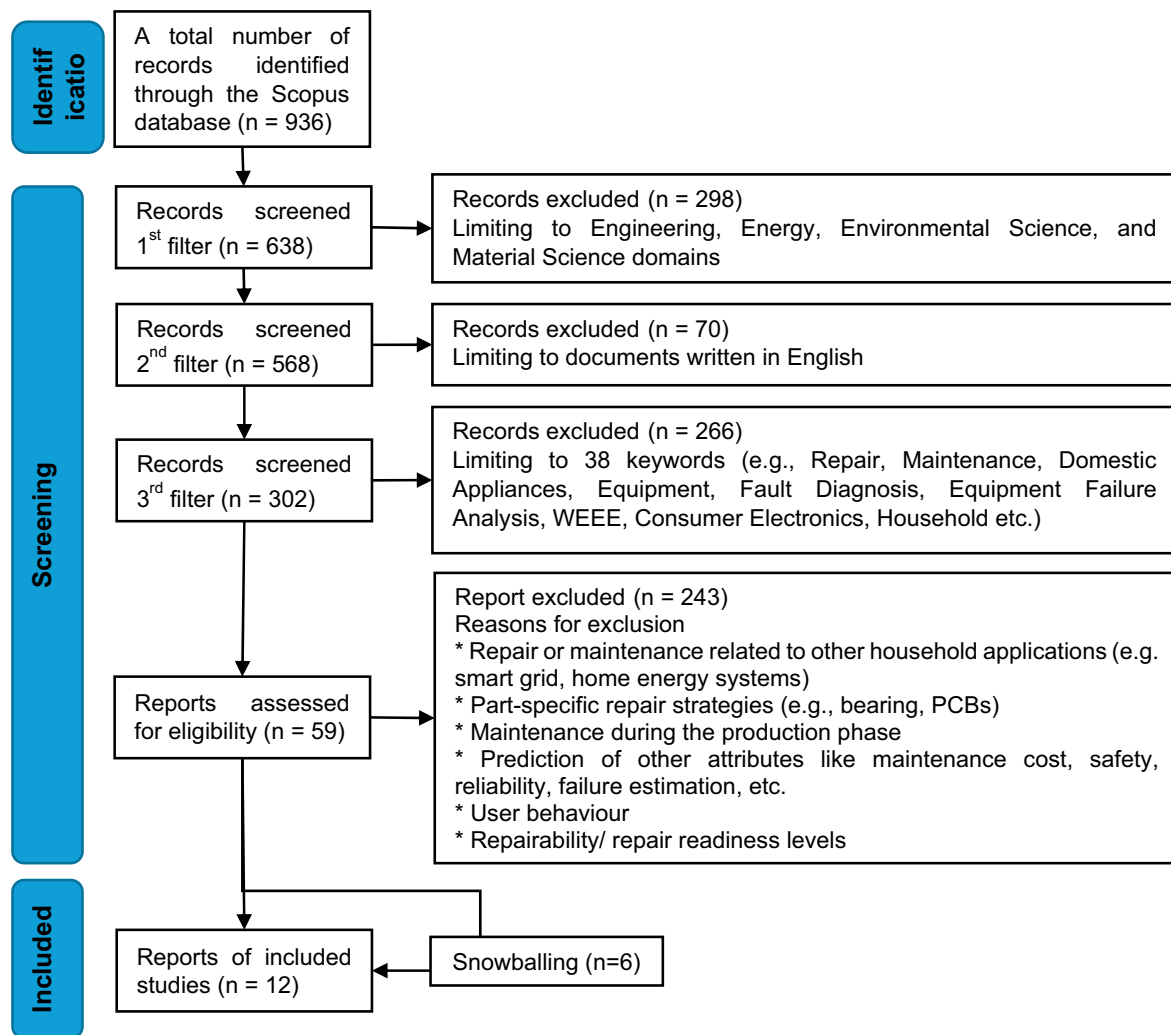 Identif
icatio
A total number of
records identified
through the Scopus
database (n = 936)
Screening
Records screened
1st filter (n = 638)
Records excluded (n = 298)
Limiting to Engineering, Energy, Environmental Science, and
Material Science domains
Records screened
2nd filter (n = 568)
Records excluded (n = 70)
Limiting to documents written in English
Records screened
3rd filter (n = 302)
Records excluded (n = 266)
Limiting to 38 keywords (e.g., Repair, Maintenance, Domestic
Appliances, Equipment, Fault Diagnosis, Equipment Failure
Analysis, WEEE, Consumer Electronics, Household etc.)
Reports assessed
for eligibility (n = 59)
Report excluded (n = 243)
Reasons for exclusion
* Repair or maintenance related to other household applications (e.g.
smart grid, home energy systems)
* Part-specific repair strategies (e.g., bearing, PCBs)
* Maintenance during the production phase
* Prediction of other attributes like maintenance cost, safety,
reliability, failure estimation, etc.
* User behaviour
* Repairability/ repair readiness levels
Included
Reports of included
studies (n = 12)
Snowballing (n=6)